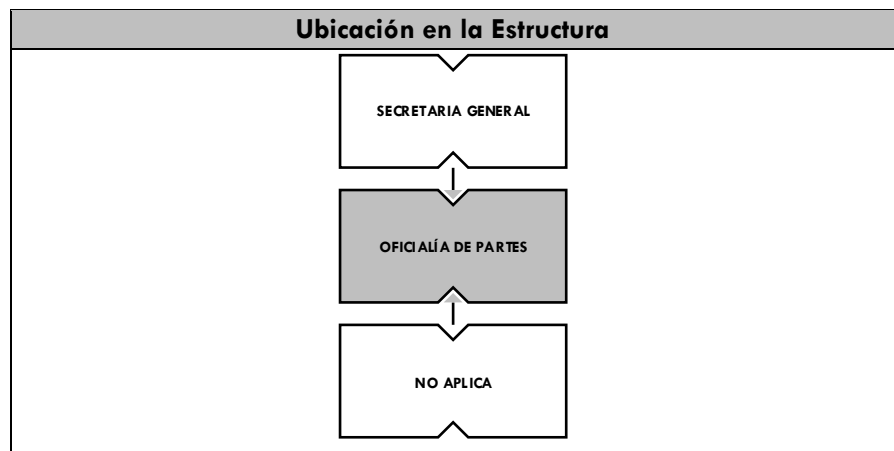 Ubicación en la Estructura
SECRETARIA GENERAL
OFICIALÍA DE PARTES
NO APLICA